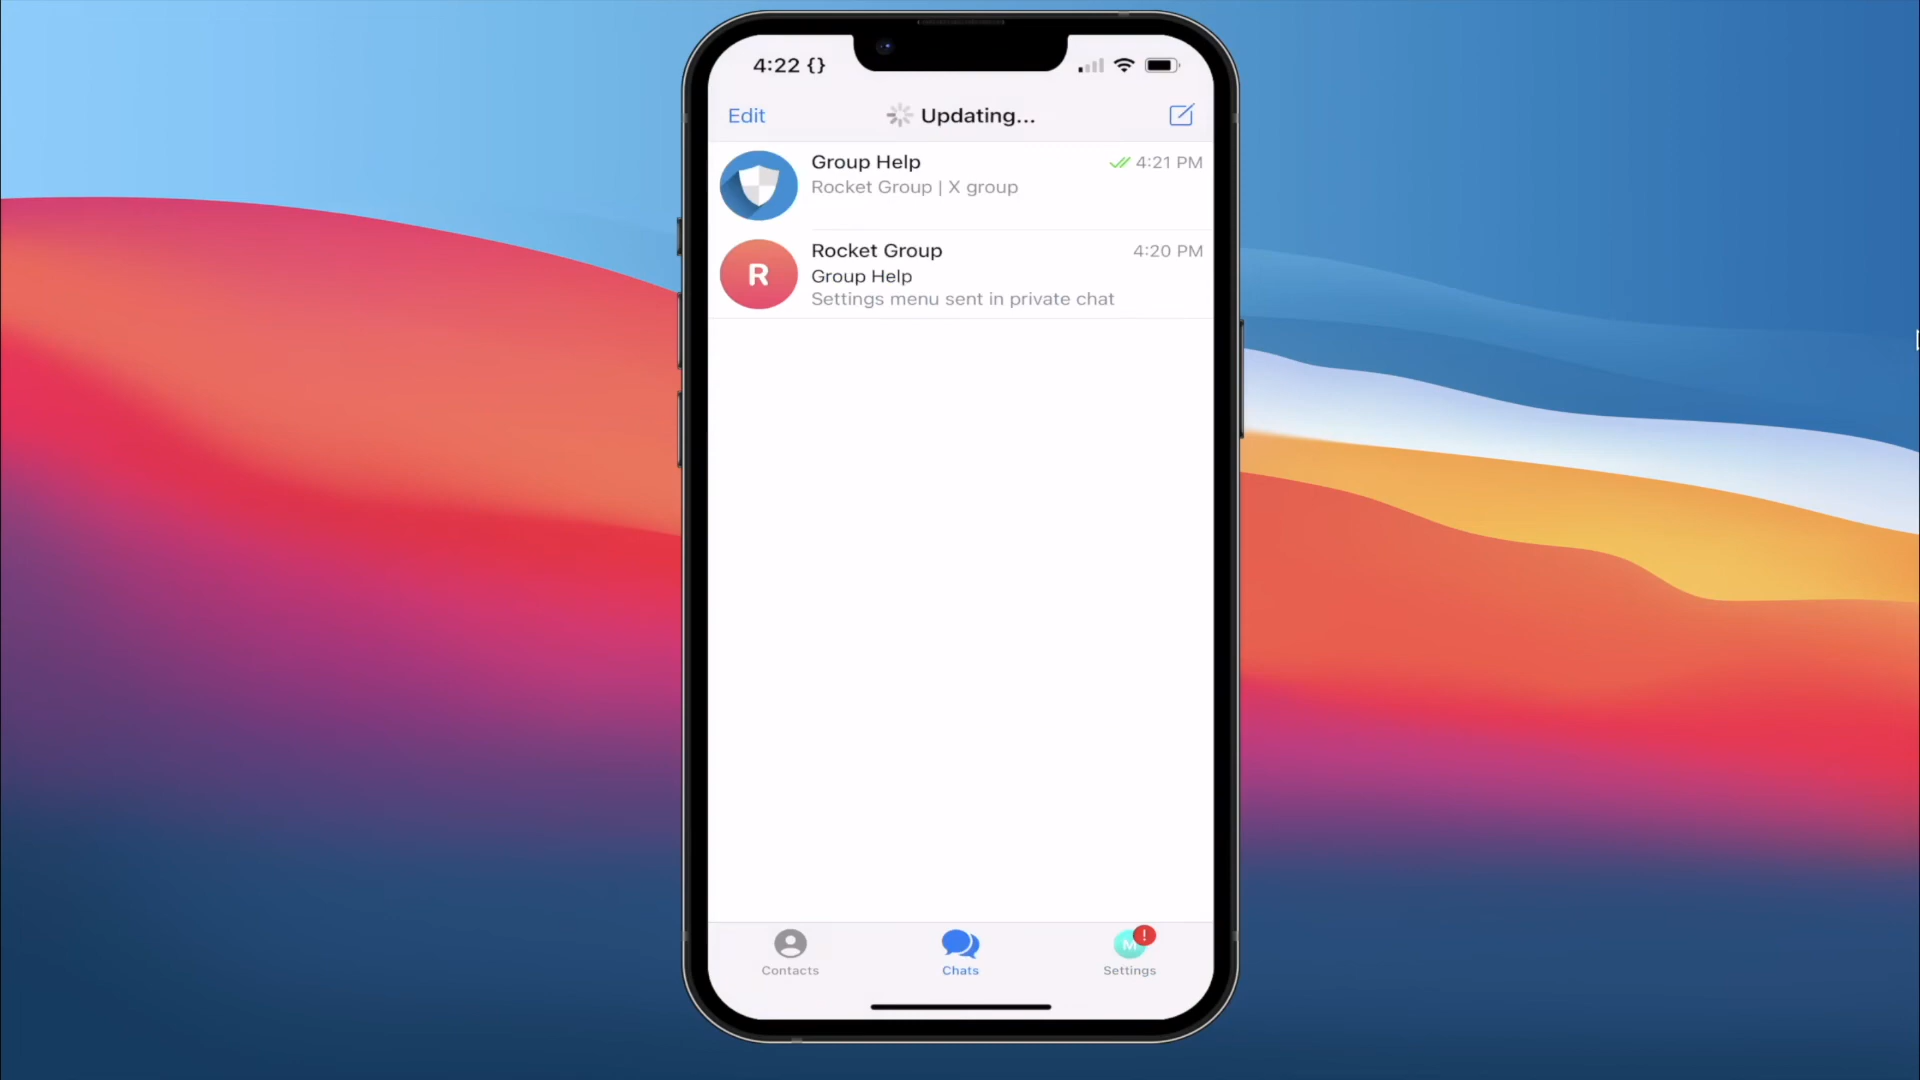 4:22 {}
Edit
Updating...
Group Help
4:21 PM
Rocket Group | X group
R
Rocket Group
4:20 PM
Group Help
Settings menu sent in private chat
M
!
Contacts
Chats
Settings